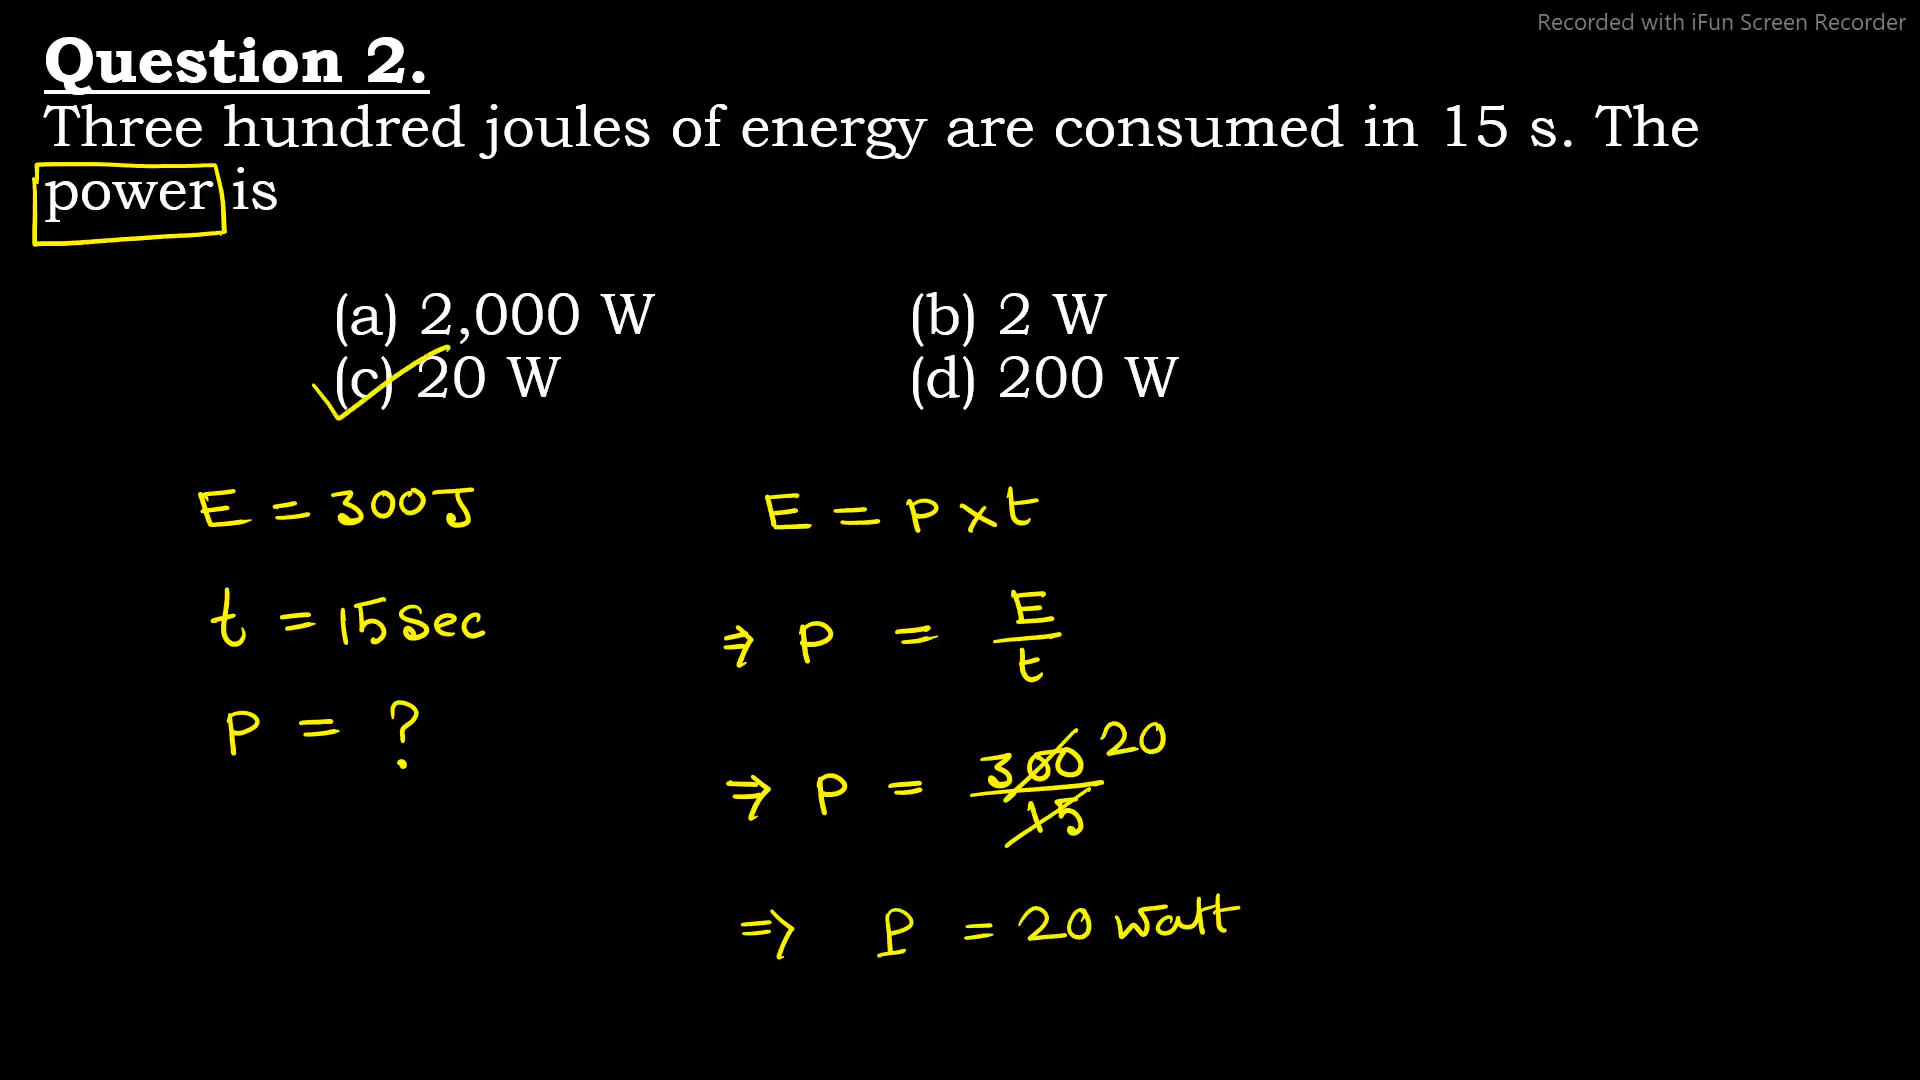 Recorded with iFun Screen Recorder
Question 2.
Three hundred joules of energy are consumed in 15 s. The
power is
(a) 2,000 W (b) 2 W
(c) 20 W (d) 200 W
E = 300 J
t = 15 Sec
P = ?
E = P x t
⇒ P = E/t
⇒ P = 300/15 20
⇒ P = 20 watt